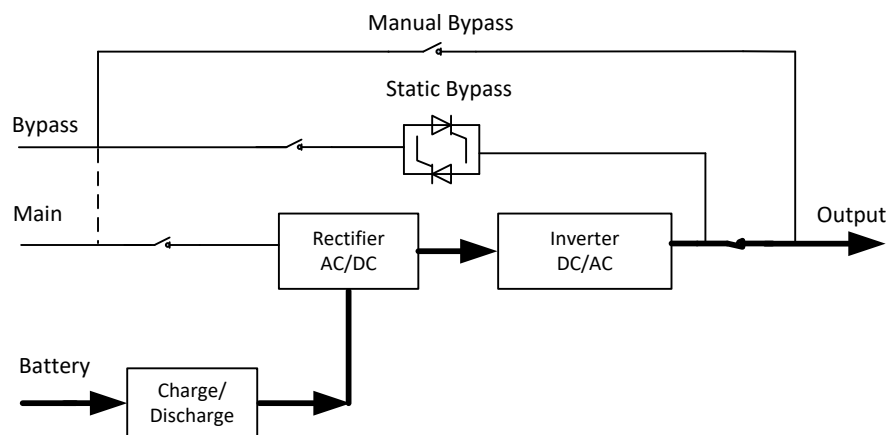 Manual Bypass
Static Bypass
Bypass
Main
Rectifier
AC/DC
Inverter
DC/AC
Output
Battery
Charge/
Discharge